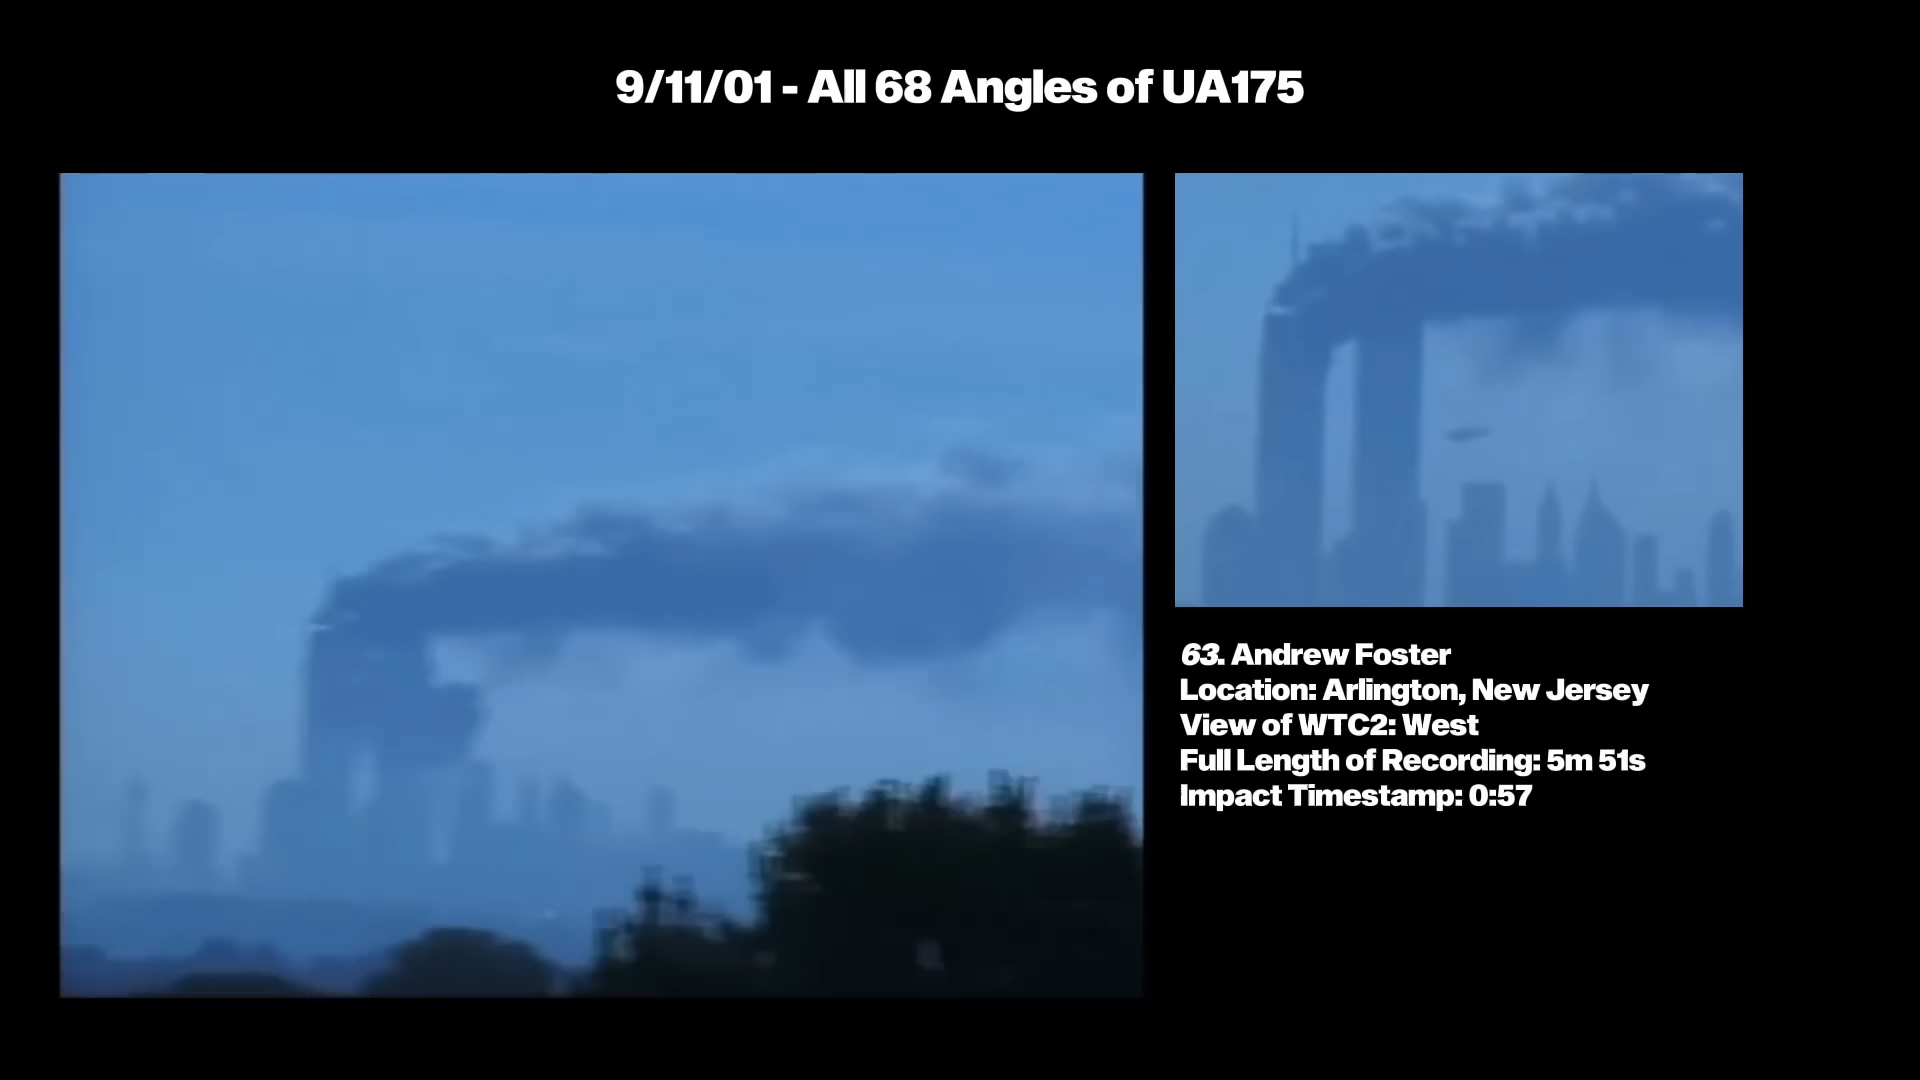 9/11/01 - All 68 Angles of UA175
63. Andrew Foster
Location: Arlington, New Jersey
View of WTC2: West
Full Length of Recording: 5m 51s
Impact Timestamp: 0:57